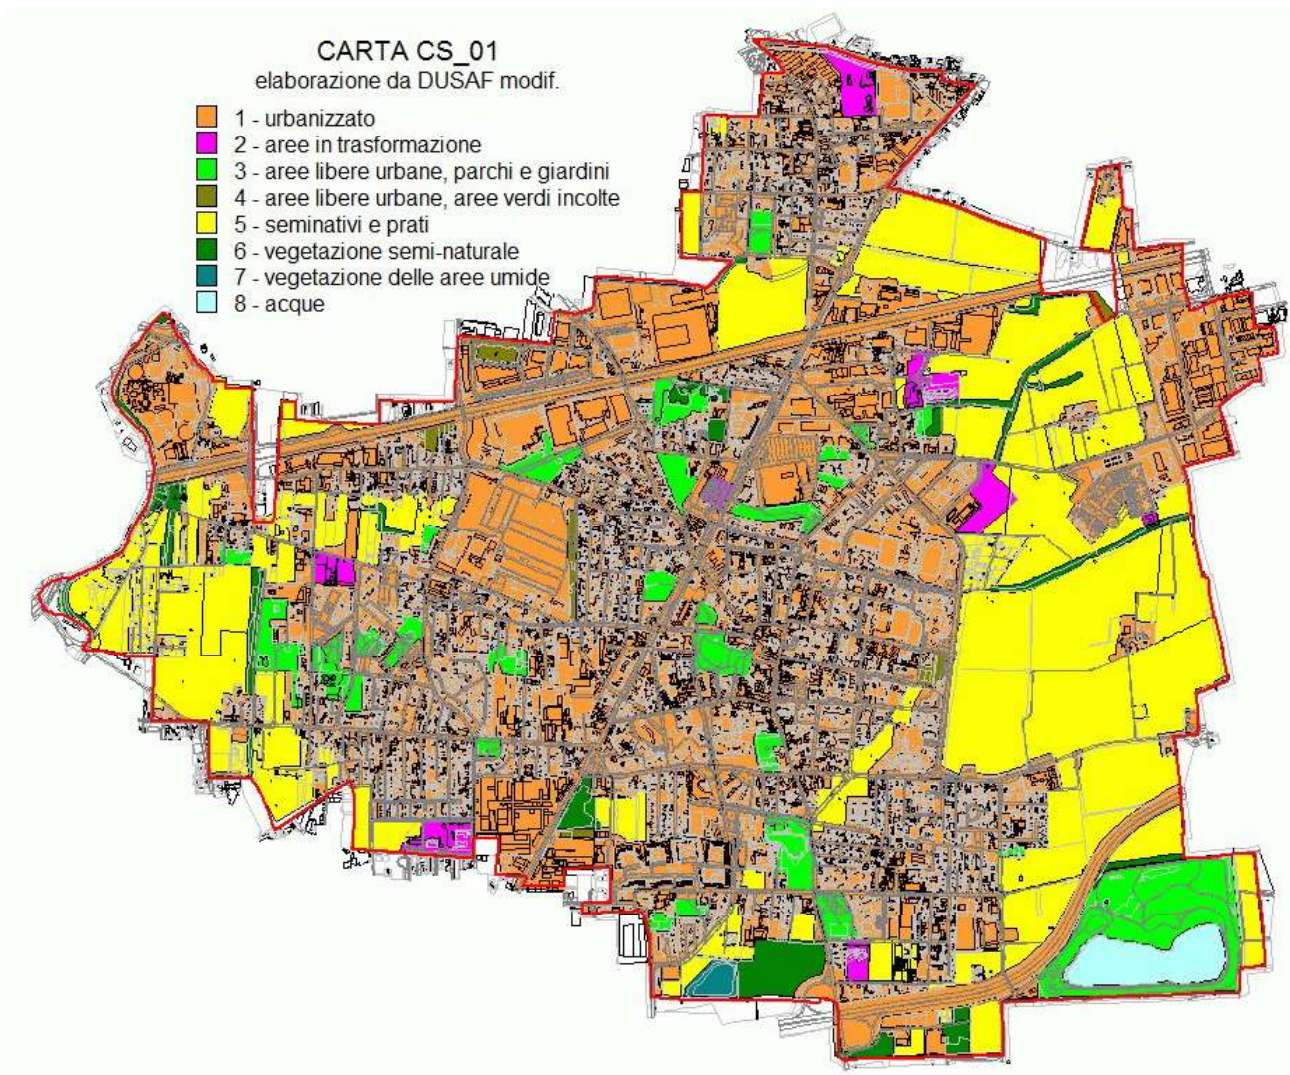 CARTA CS_01
elaborazione da DUSAF modif.
1 - urbanizzato
2 - aree in trasformazione
3 - aree libere urbane, parchi e giardini
4 - aree libere urbane, aree verdi incolte
5 - seminativi e prati
6 - vegetazione semi-naturale
7 - vegetazione delle aree umide
8 - acque